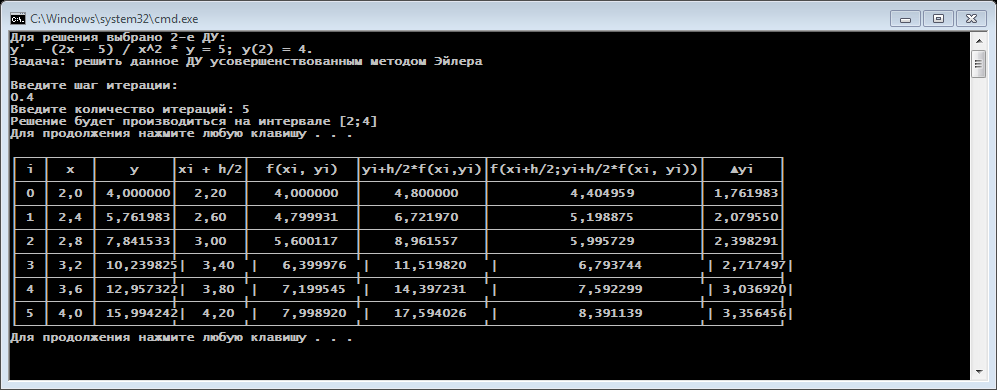 C:\Windows\system32\cmd.exe
Для решения выбрано 2-е ДУ:
y' - (2x - 5) / x^2 * y = 5; y(2) = 4.
Задача: решить данное ДУ усовершенствованным методом Эйлера
Введите шаг итерации:
0.4
Введите количество итераций: 5
Решение будет производиться на интервале [2;4]
Для продолжения нажмите любую клавишу . . .
| i | x | y |xi + h/2| f(xi, yi) |yi+h/2*f(xi,yi)|f(xi+h/2;yi+h/2*f(xi, yi))| ▲yi |
| 0 | 2,0 | 4,000000| 2,20 | 4,000000 | 4,800000 | 4,404959 | 1,761983|
| 1 | 2,4 | 5,761983| 2,60 | 4,799931 | 6,721970 | 5,198875 | 2,079550|
| 2 | 2,8 | 7,841533| 3,00 | 5,600117 | 8,961557 | 5,995729 | 2,398291|
| 3 | 3,2 | 10,239825| 3,40 | 6,399976 | 11,519820 | 6,793744 | 2,717497|
| 4 | 3,6 | 12,957322| 3,80 | 7,199545 | 14,397231 | 7,592299 | 3,036920|
| 5 | 4,0 | 15,994242| 4,20 | 7,998920 | 17,594026 | 8,391139 | 3,356456|
Для продолжения нажмите любую клавишу . . .